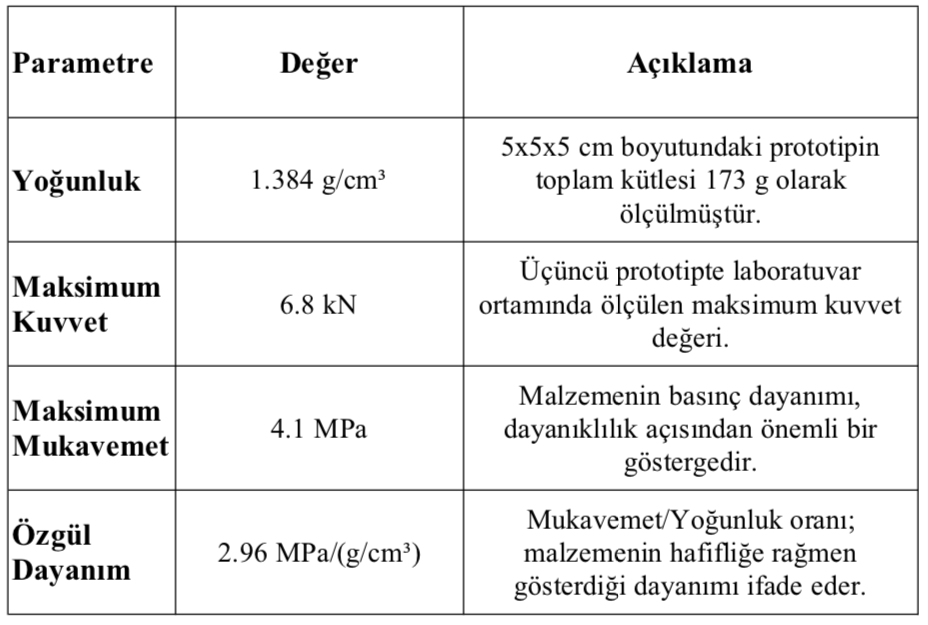 Parametre
Değer
Açıklama
Yoğunluk
1.384 g/cm³
5x5x5 cm boyutundaki prototipin
toplam kütlesi 173 g olarak
ölçülmüştür.
Maksimum
Kuvvet
6.8 kN
Üçüncü prototipte laboratuvar
ortamında ölçülen maksimum kuvvet
değeri.
Maksimum
Mukavemet
4.1 MPa
Malzemenin basınç dayanımı,
dayanıklılık açısından önemli bir
göstergedir.
Özgül
Dayanım
2.96 MPa/(g/cm³)
Mukavemet/Yoğunluk oranı;
malzemenin hafifliğe rağmen
gösterdiği dayanımı ifade eder.